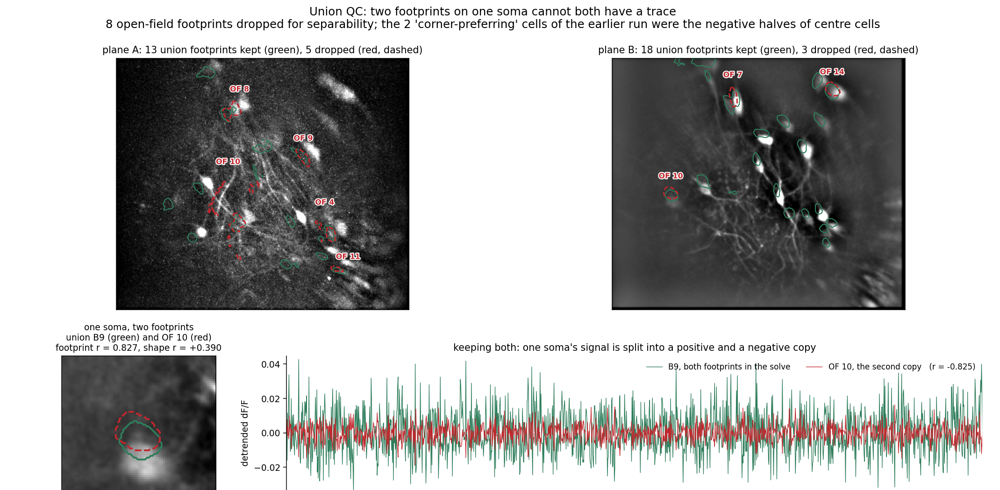 Union QC: two footprints on one soma cannot both have a trace
8 open-field footprints dropped for separability; the 2 'corner-preferring' cells of the earlier run were the negative halves of centre cells
plane A: 13 union footprints kept (green), 5 dropped (red, dashed)
OF 8
OF 9
OF 10
OF 4
OF 11
plane B: 18 union footprints kept (green), 3 dropped (red, dashed)
OF 7
OF 14
OF 10
one soma, two footprints
union B9 (green) and OF 10 (red)
footprint r = 0.827, shape r = +0.390
keeping both: one soma's signal is split into a positive and a negative copy
B9, both footprints in the solve
OF 10, the second copy   (r = -0.825)
detrended dF/F
0.04
0.02
0.00
−0.02